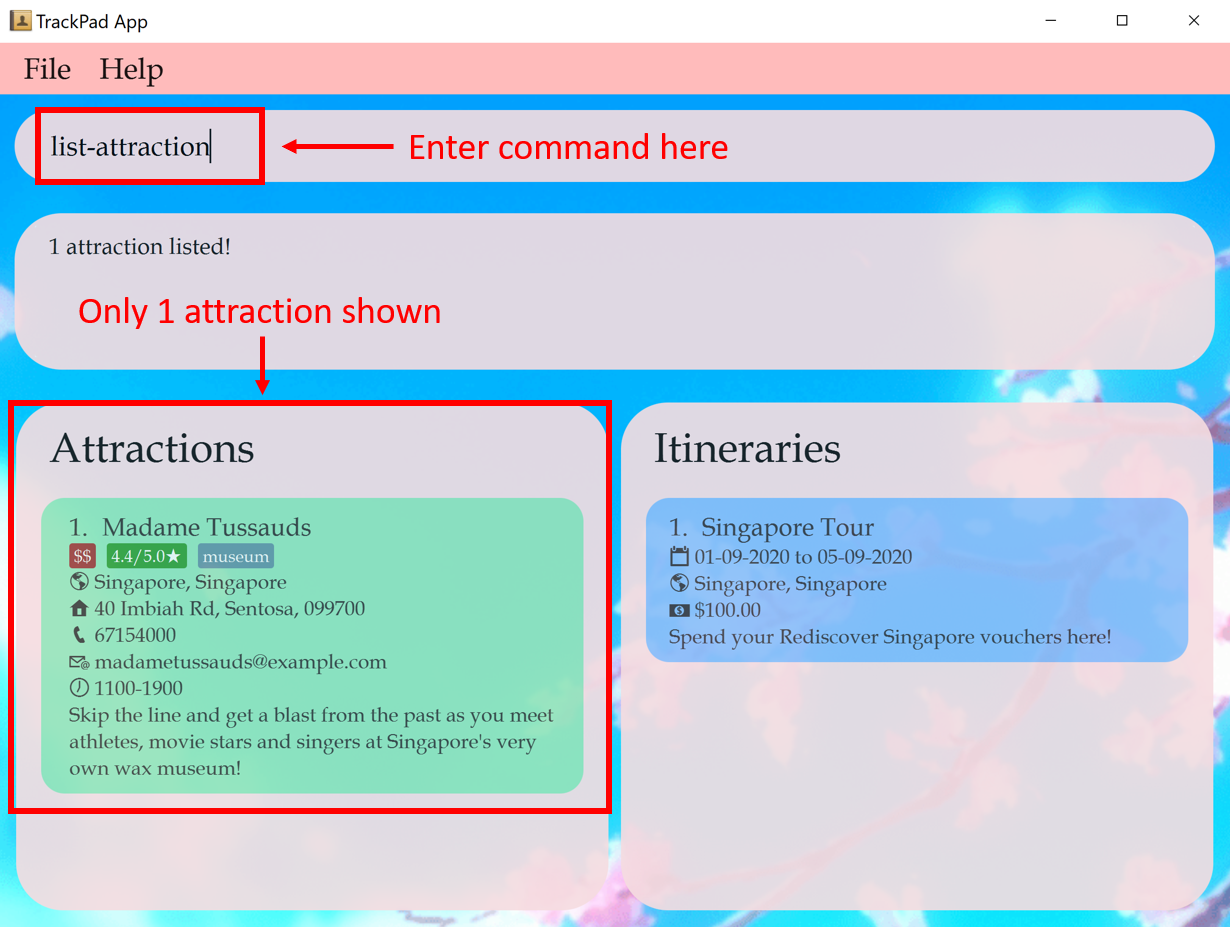 TrackPad App
File Help
list-attraction
Enter command here
1 attraction listed!
Only 1 attraction shown
Attractions
1. Madame Tussauds
$$ 4.4/5.0★ museum
Singapore, Singapore
40 Imbiah Rd, Sentosa, 099700
67154000
madametussauds@example.com
1100-1900
Skip the line and get a blast from the past as you meet
athletes, movie stars and singers at Singapore's very
own wax museum!
Itineraries
1. Singapore Tour
01-09-2020 to 05-09-2020
Singapore, Singapore
$100.00
Spend your Rediscover Singapore vouchers here!